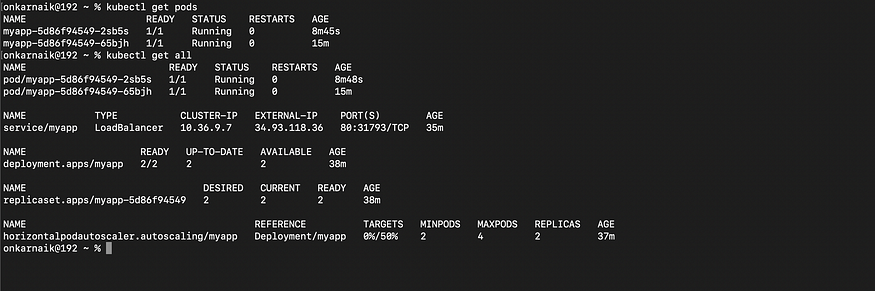 onkarnaik@192 ~ % kubectl get pods
NAME READY STATUS RESTARTS AGE
myapp-5d86f94549-2sb5s 1/1 Running 0 8m45s
myapp-5d86f94549-65bjh 1/1 Running 0 15m
onkarnaik@192 ~ % kubectl get all
NAME READY STATUS RESTARTS AGE
pod/myapp-5d86f94549-2sb5s 1/1 Running 0 8m48s
pod/myapp-5d86f94549-65bjh 1/1 Running 0 15m
NAME TYPE CLUSTER-IP EXTERNAL-IP PORT(S) AGE
service/myapp LoadBalancer 10.36.9.7 34.93.118.36 80:31793/TCP 35m
NAME READY UP-TO-DATE AVAILABLE AGE
deployment.apps/myapp 2/2 2 2 38m
NAME DESIRED CURRENT READY AGE
replicaset.apps/myapp-5d86f94549 2 2 2 38m
NAME REFERENCE TARGETS MINPODS MAXPODS REPLICAS AGE
horizontalpodautoscaler.autoscaling/myapp Deployment/myapp 0%/50% 2 4 2 37m
onkarnaik@192 ~ %